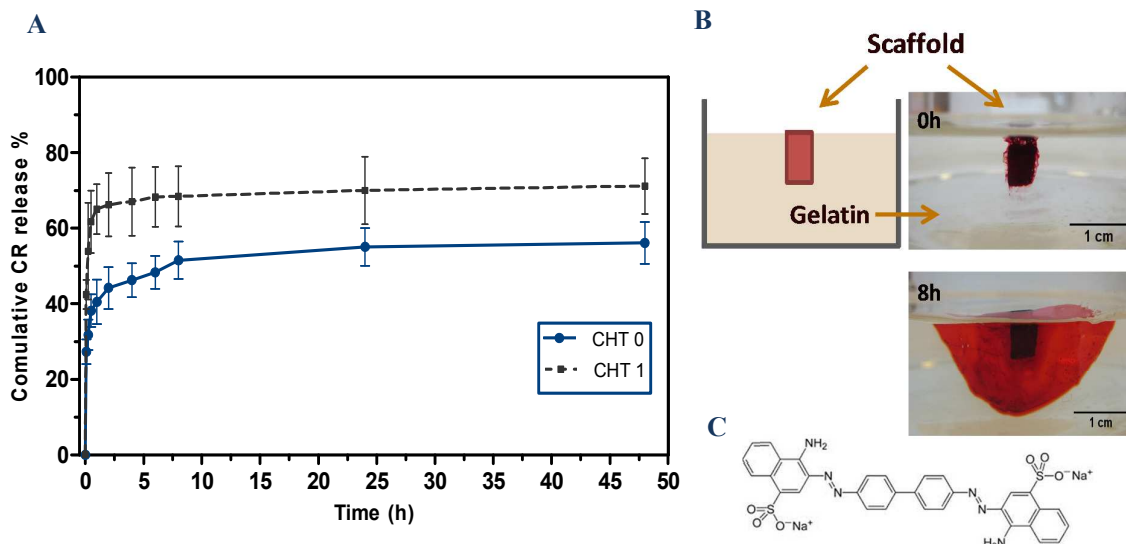 A
Comulative CR release %
100
80
60
40
20
0
0 5 10 15 20 25 30 35 40 45 50
Time (h)
CHT 0
CHT 1
B
Scaffold
Gelatin
0h
1 cm
8h
1 cm
C
NH₂
N
N
O
S
O
O⁻Na⁺
N
N
O
O
S
O⁻Na⁺
NH₂